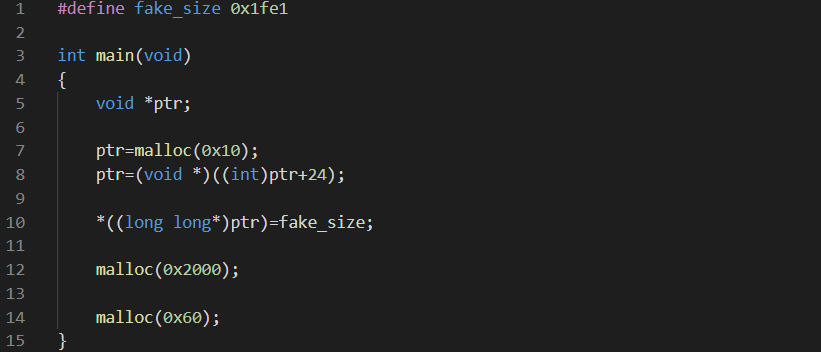 1 #define fake_size 0x1fe1
2
3 int main(void)
4 {
5 void *ptr;
6
7 ptr=malloc(0x10);
8 ptr=(void *)((int)ptr+24);
9
10 *((long long*)ptr)=fake_size;
11
12 malloc(0x2000);
13
14 malloc(0x60);
15 }